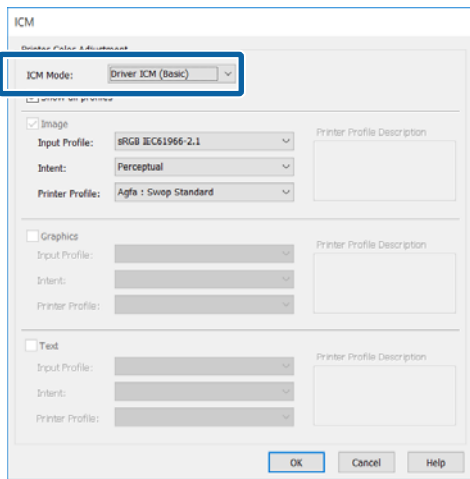 ICM
Printer Color Adjustment
ICM Mode: Driver ICM (Basic)
Show all profiles
Image
Input Profile: sRGB IEC61966-2.1
Intent: Perceptual
Printer Profile: Agfa : Swop Standard
Printer Profile Description
Graphics
Input Profile:
Intent:
Printer Profile:
Printer Profile Description
Text
Input Profile:
Intent:
Printer Profile:
Printer Profile Description
OK Cancel Help